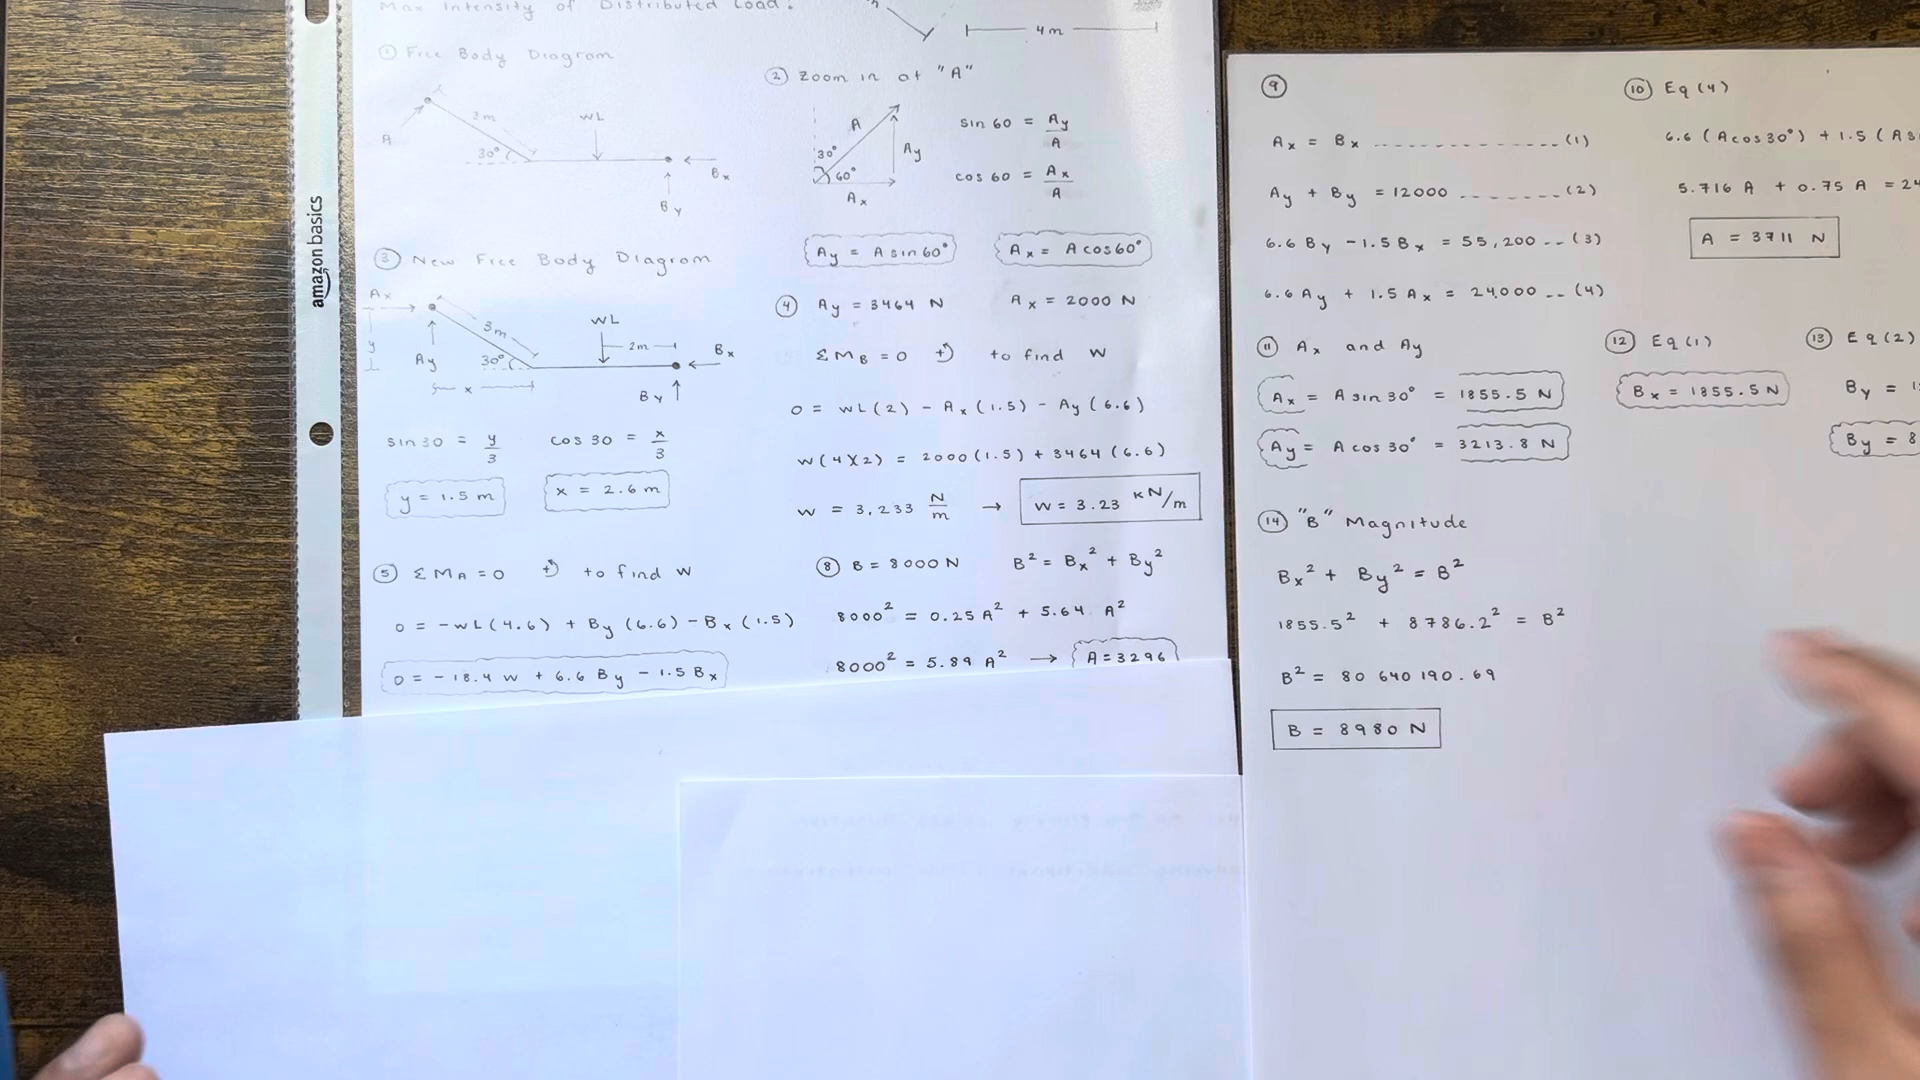 Max Intensity of Distributed Load.
4m
① Free Body Diagram
A
3m
30°
WL
Bx
By
② Zoom in at "A"
A
30°
60°
Ay
Ax
sin 60 = Ay/A
cos 60 = Ax/A
Ay = A sin 60°
Ax = A cos 60°
③ New Free Body Diagram
Ax
y
Ay
3m
30°
x
WL
2m
Bx
By
sin 30 = y/3
cos 30 = x/3
y = 1.5 m
x = 2.6 m
④ Ay = 3464 N
Ax = 2000 N
ΣMB = 0 + to find W
0 = WL(2) - Ax(1.5) - Ay(6.6)
W(4)(2) = 2000(1.5) + 3464(6.6)
W = 3,233 N/m → W = 3.23 kN/m
⑤ ΣMA = 0 + to find W
0 = -WL(4.6) + By(6.6) - Bx(1.5)
0 = -18.4 W + 6.6 By - 1.5 Bx
⑧ B = 8000 N B² = Bx² + By²
8000² = 0.25 A² + 5.64 A²
8000² = 5.89 A² → A = 3296
amazon basics
⑨
Ax = Bx -------------- (1)
Ay + By = 12000 ------- (2)
6.6 By - 1.5 Bx = 55,200 -- (3)
6.6 Ay + 1.5 Ax = 24,000 -- (4)
⑩ Eq (4)
6.6 (A cos 30°) + 1.5 (A
5.716 A + 0.75 A = 24
A = 3711 N
⑪ Ax and Ay
Ax = A sin 30° = 1855.5 N
Ay = A cos 30° = 3213.8 N
⑫ Eq (1)
Bx = 1855.5 N
⑬ Eq (2)
By =
By = 8
⑭ "B" Magnitude
Bx² + By² = B²
1855.5² + 8786.2² = B²
B² = 80 640 190.69
B = 8980 N